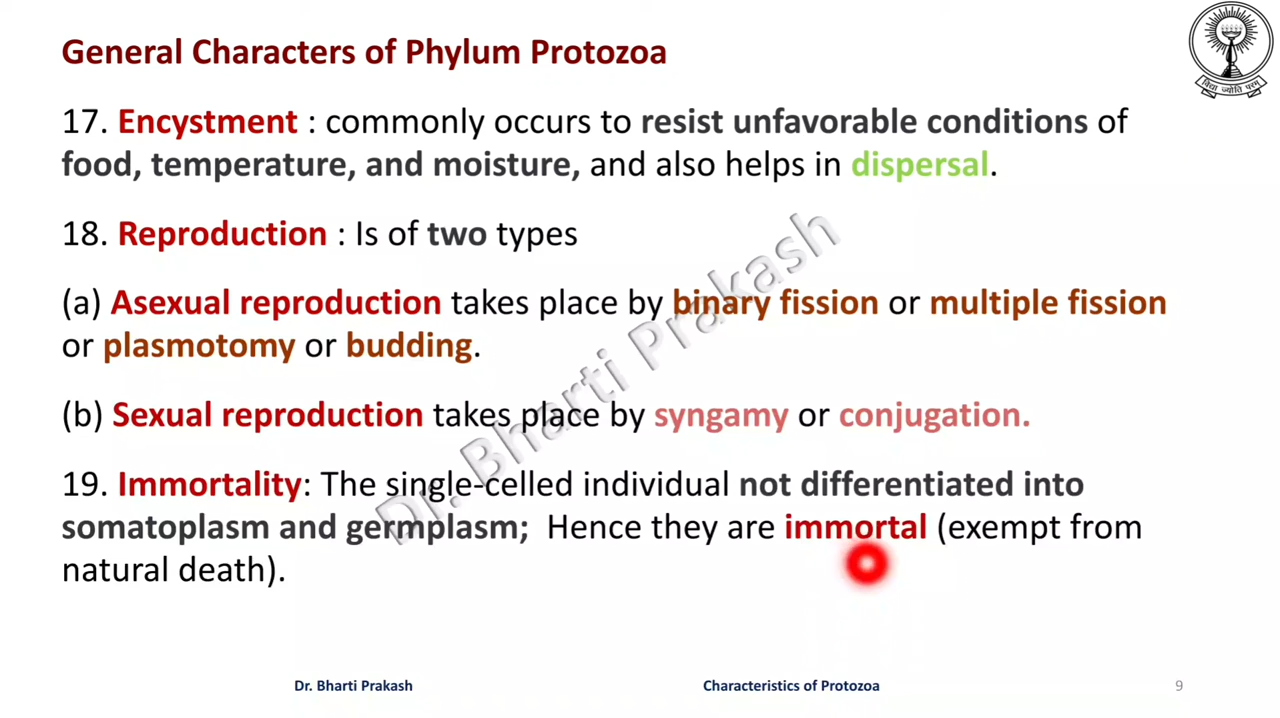 General Characters of Phylum Protozoa
विद्या ज्योति परम्
17. Encystment : commonly occurs to resist unfavorable conditions of
food, temperature, and moisture, and also helps in dispersal.
18. Reproduction : Is of two types
(a) Asexual reproduction takes place by binary fission or multiple fission
or plasmotomy or budding.
(b) Sexual reproduction takes place by syngamy or conjugation.
19. Immortality: The single-celled individual not differentiated into
somatoplasm and germplasm; Hence they are immortal (exempt from
natural death).
Dr. Bharti Prakash
Dr. Bharti Prakash
Characteristics of Protozoa
9